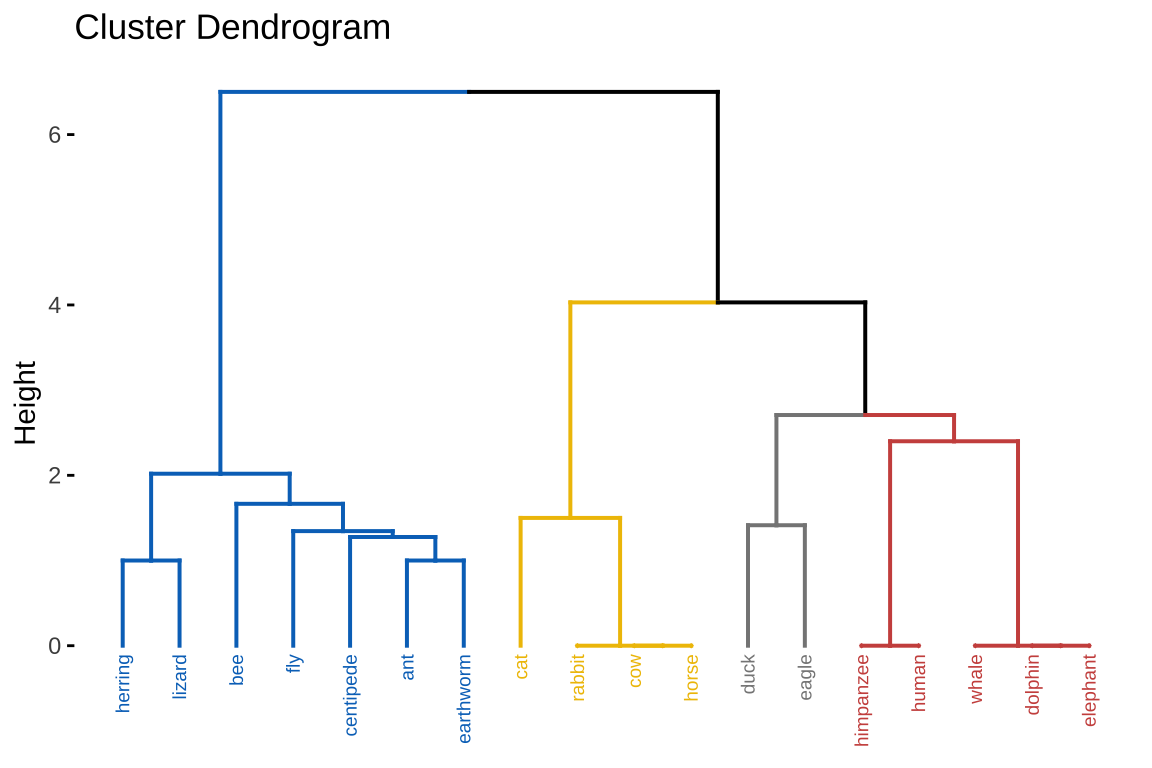 Cluster Dendrogram
Height
6
4
2
0
herring
lizard
bee
fly
centipede
ant
earthworm
cat
rabbit
cow
horse
duck
eagle
himpanzee
human
whale
dolphin
elephant